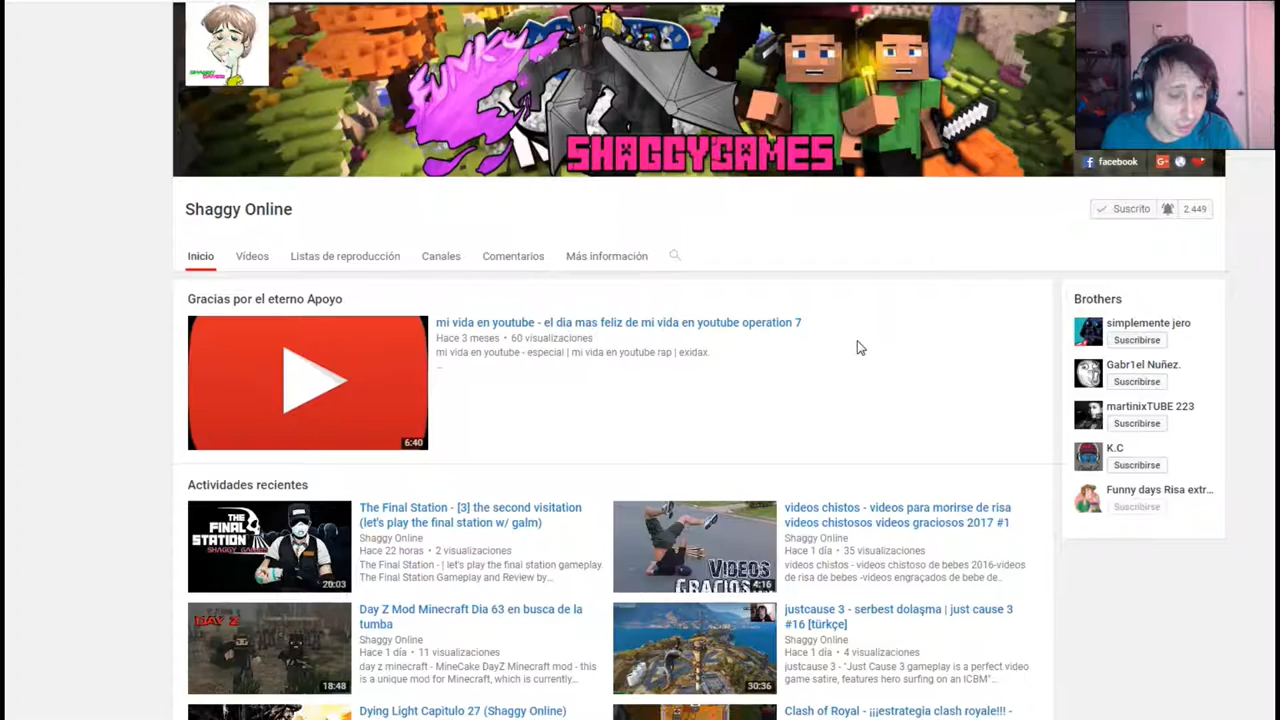 SHAGGYGAMES
facebook
Shaggy Online
Suscrito
2.449
Inicio
Vídeos
Listas de reproducción
Canales
Comentarios
Más información
Gracias por el eterno Apoyo
mi vida en youtube - el dia mas feliz de mi vida en youtube operation 7
Hace 3 meses • 60 visualizaciones
mi vida en youtube - especial | mi vida en youtube rap | exidax.
...
6:40
Brothers
simplemente jero
Suscribirse
Gabr1el Nuñez.
Suscribirse
martinixTUBE 223
Suscribirse
K.C
Suscribirse
Funny days Risa extr...
Suscribirse
Actividades recientes
THE FINAL STATION
SHAGGY GAMES
20:03
The Final Station - [3] the second visitation
(let's play the final station w/ galm)
Shaggy Online
Hace 22 horas • 2 visualizaciones
The Final Station - | let's play the final station gameplay.
The Final Station Gameplay and Review by...
VIDEOS
GRACIOS
4:16
videos chistos - videos para morirse de risa
videos chistosos videos graciosos 2017 #1
Shaggy Online
Hace 1 día • 35 visualizaciones
videos chistos - videos chistoso de bebes 2016-videos
de risa de bebes -videos engraçados de bebe de...
DAY Z
18:48
Day Z Mod Minecraft Dia 63 en busca de la
tumba
Shaggy Online
Hace 1 día • 11 visualizaciones
day z minecraft - MineCake DayZ Minecraft mod - this
is a unique mod for Minecraft, which is currently...
30:36
justcause 3 - serbest dolaşma | just cause 3
#16 [türkçe]
Shaggy Online
Hace 1 día • 4 visualizaciones
justcause 3 - "Just Cause 3 gameplay is a perfect video
game satire, features hero surfing on an ICBM"...
Dying Light Capitulo 27 (Shaggy Online)
Clash of Royal - ¡¡¡estrategia clash royale!!! -